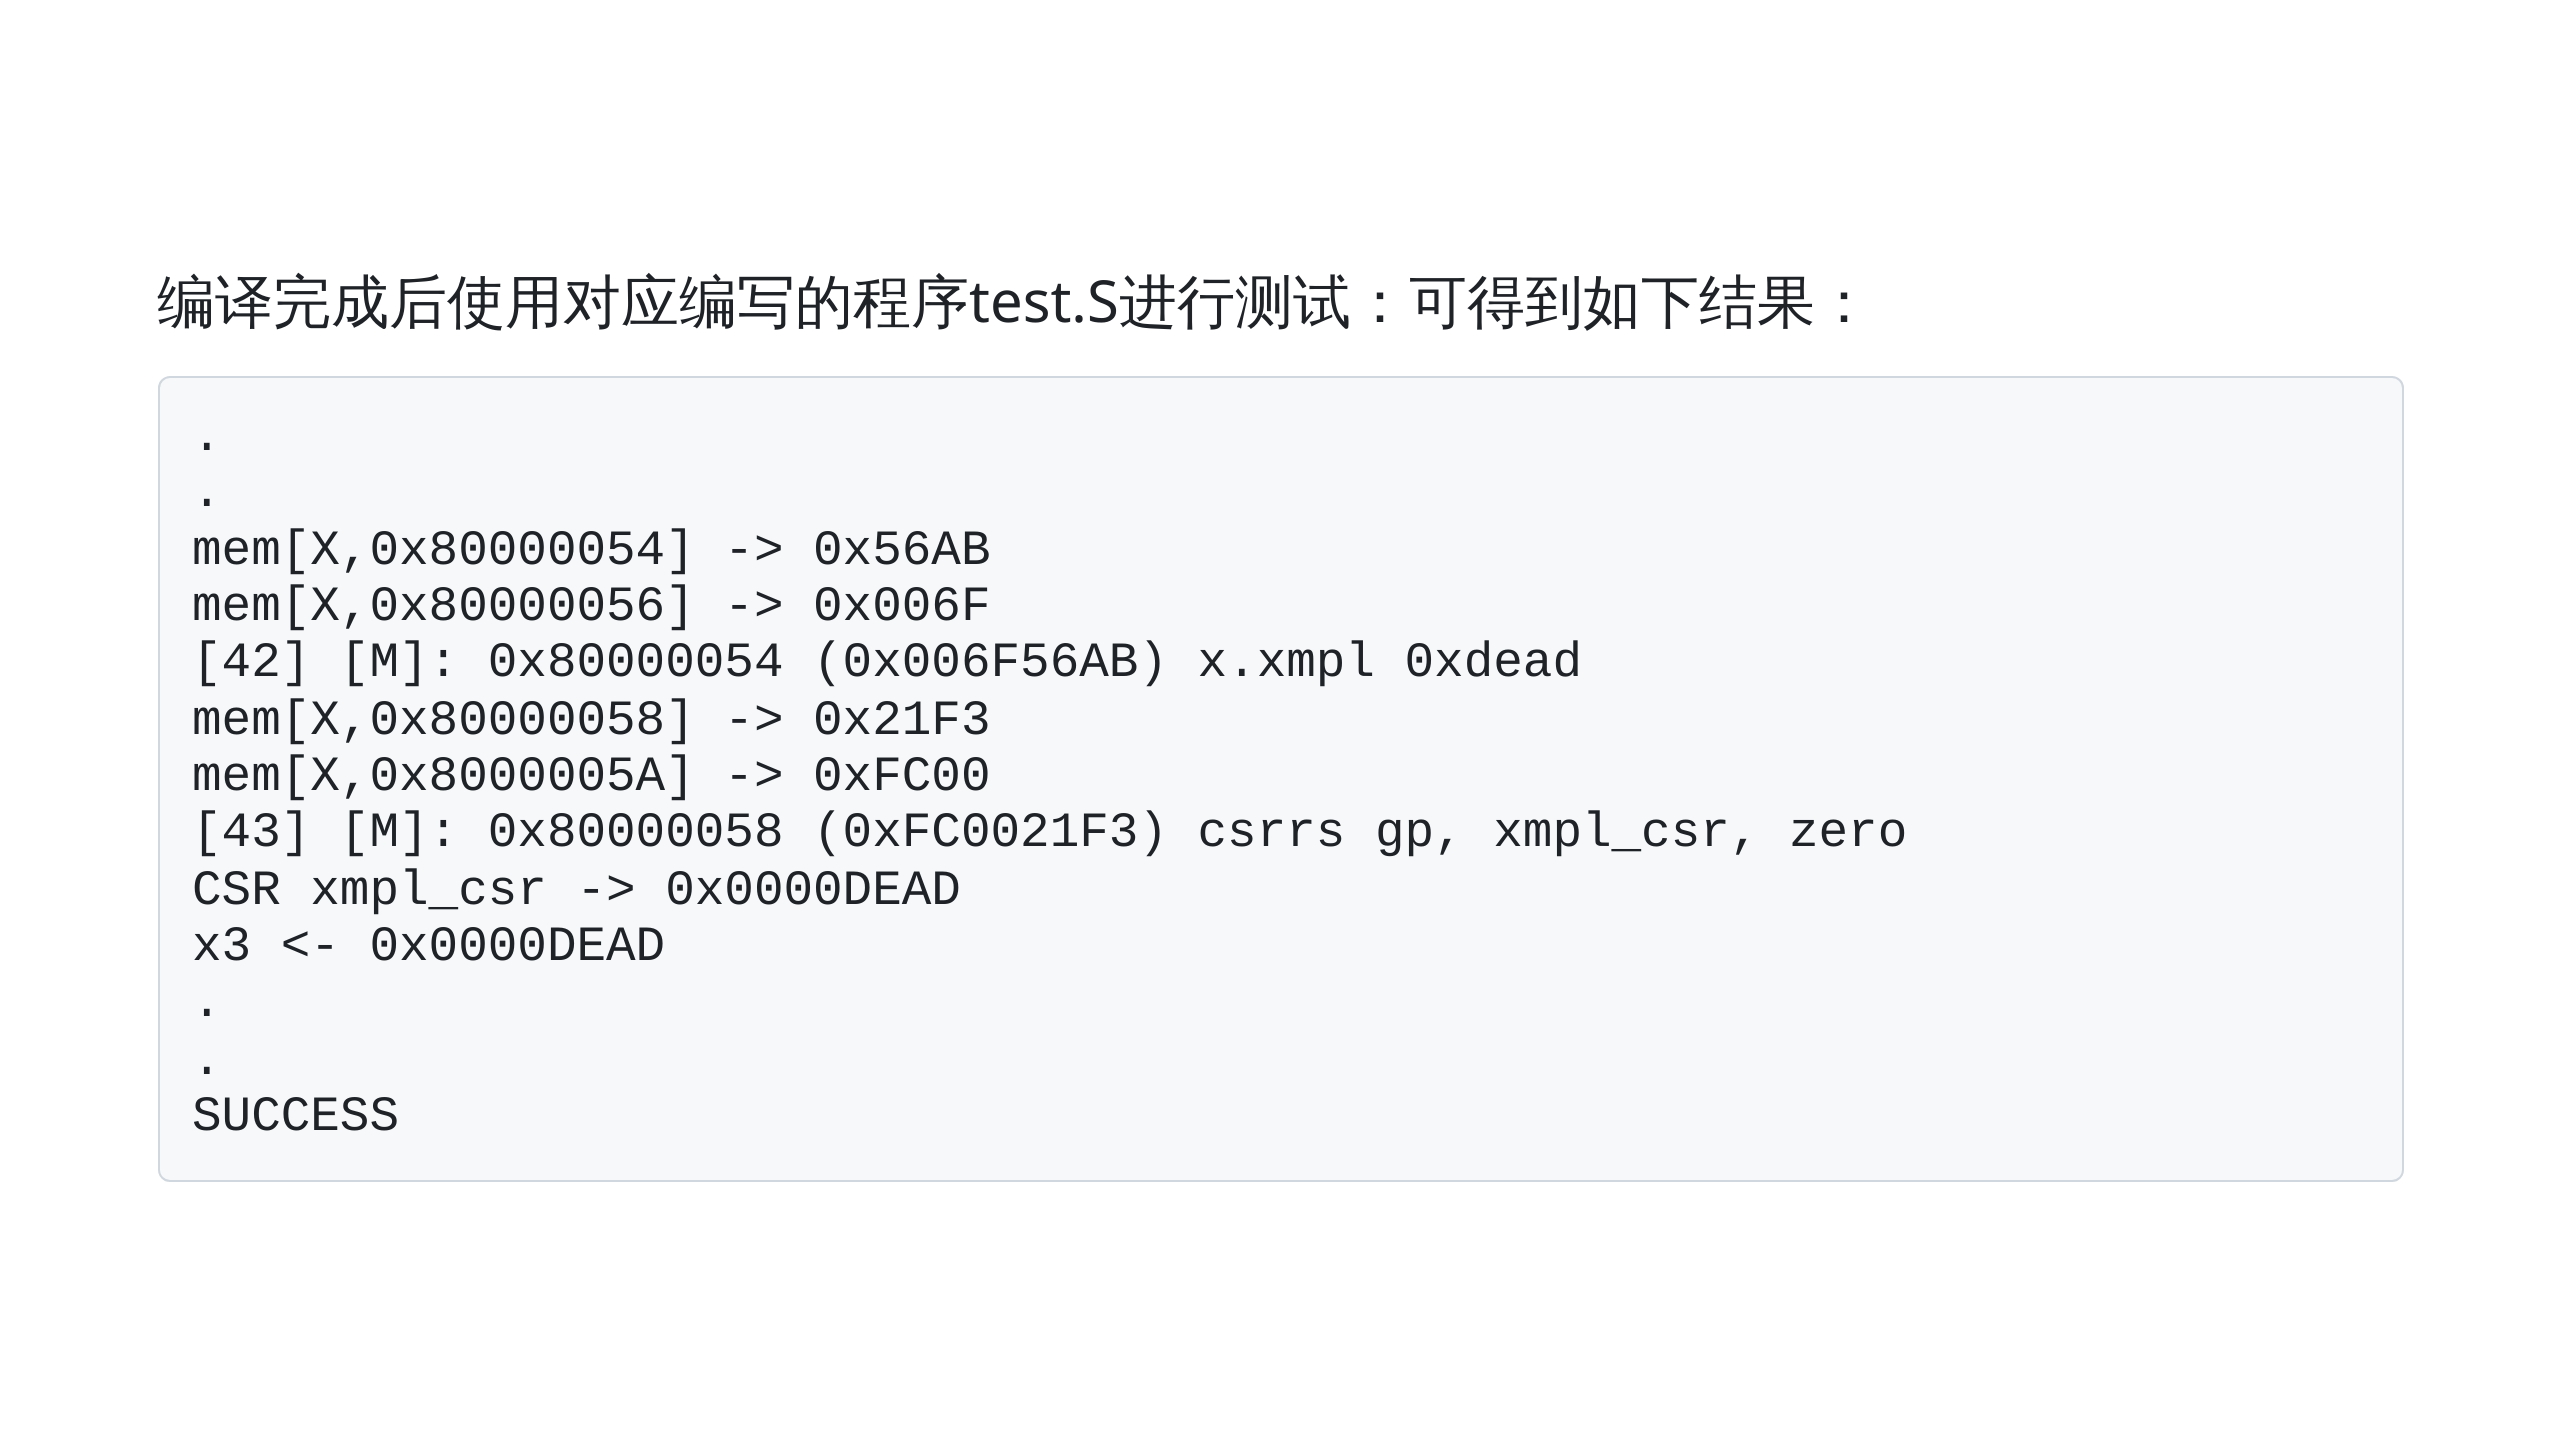 编译完成后使用对应编写的程序test.S进行测试：可得到如下结果：
.
.
mem[X,0x80000054] -> 0x56AB
mem[X,0x80000056] -> 0x006F
[42] [M]: 0x80000054 (0x006F56AB) x.xmpl 0xdead
mem[X,0x80000058] -> 0x21F3
mem[X,0x8000005A] -> 0xFC00
[43] [M]: 0x80000058 (0xFC0021F3) csrrs gp, xmpl_csr, zero
CSR xmpl_csr -> 0x0000DEAD
x3 <- 0x0000DEAD
.
.
SUCCESS